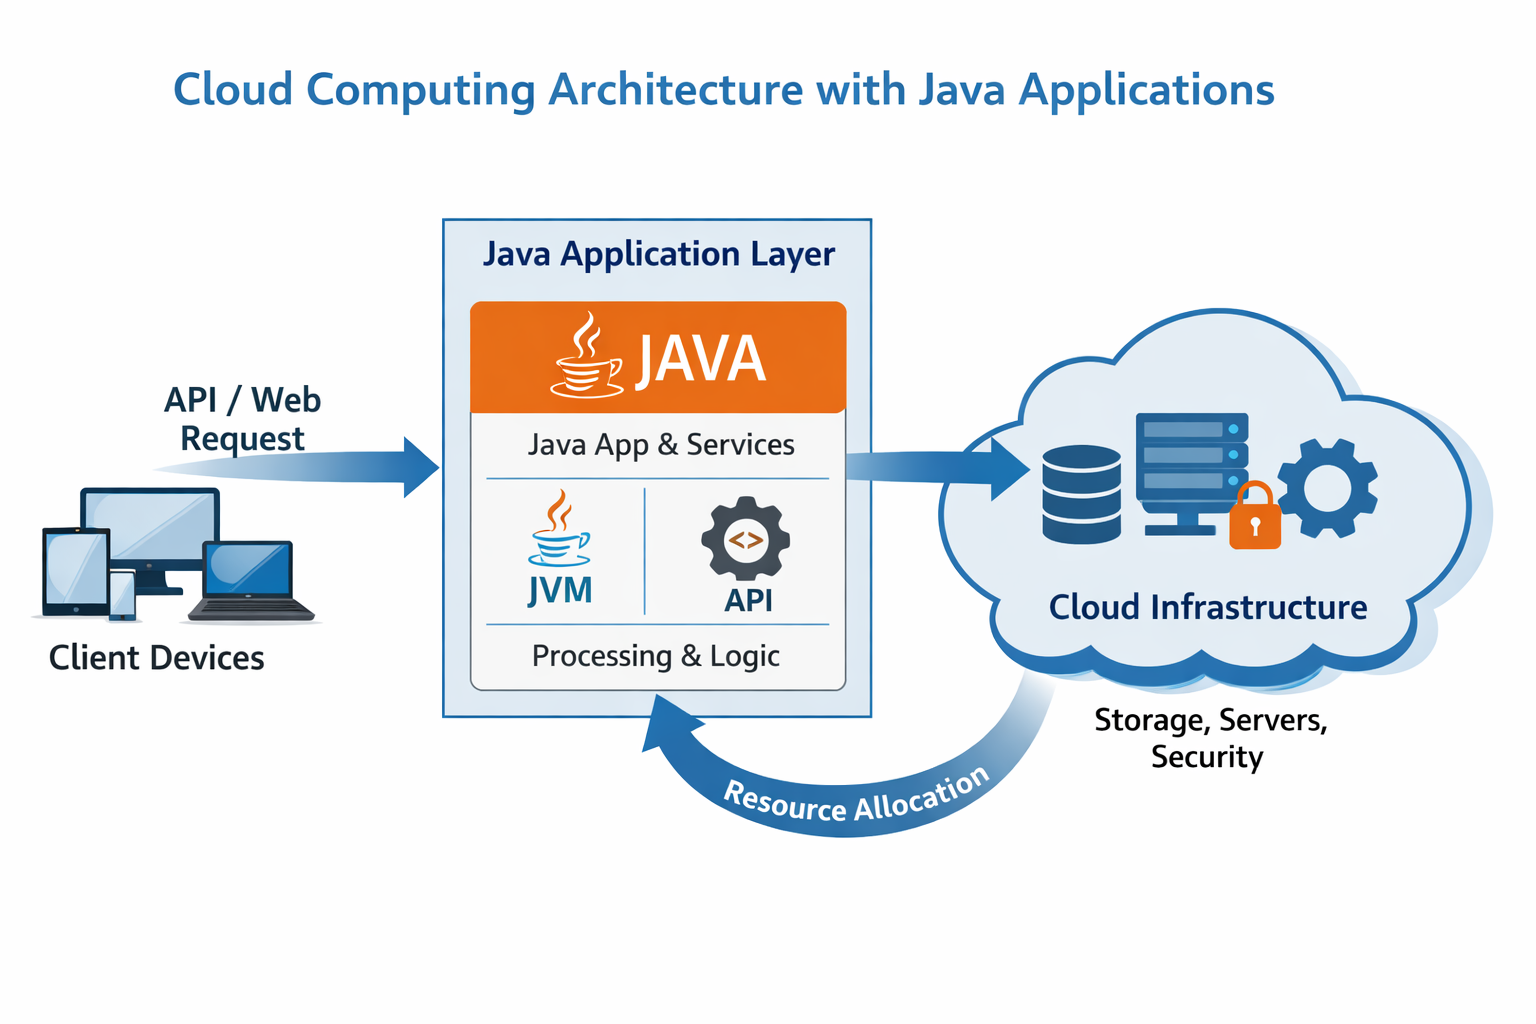 Cloud Computing Architecture with Java Applications
API / Web
Request
Client Devices
Java Application Layer
JAVA
Java App & Services
JVM
<>
API
Processing & Logic
Cloud Infrastructure
Storage, Servers,
Security
Resource Allocation